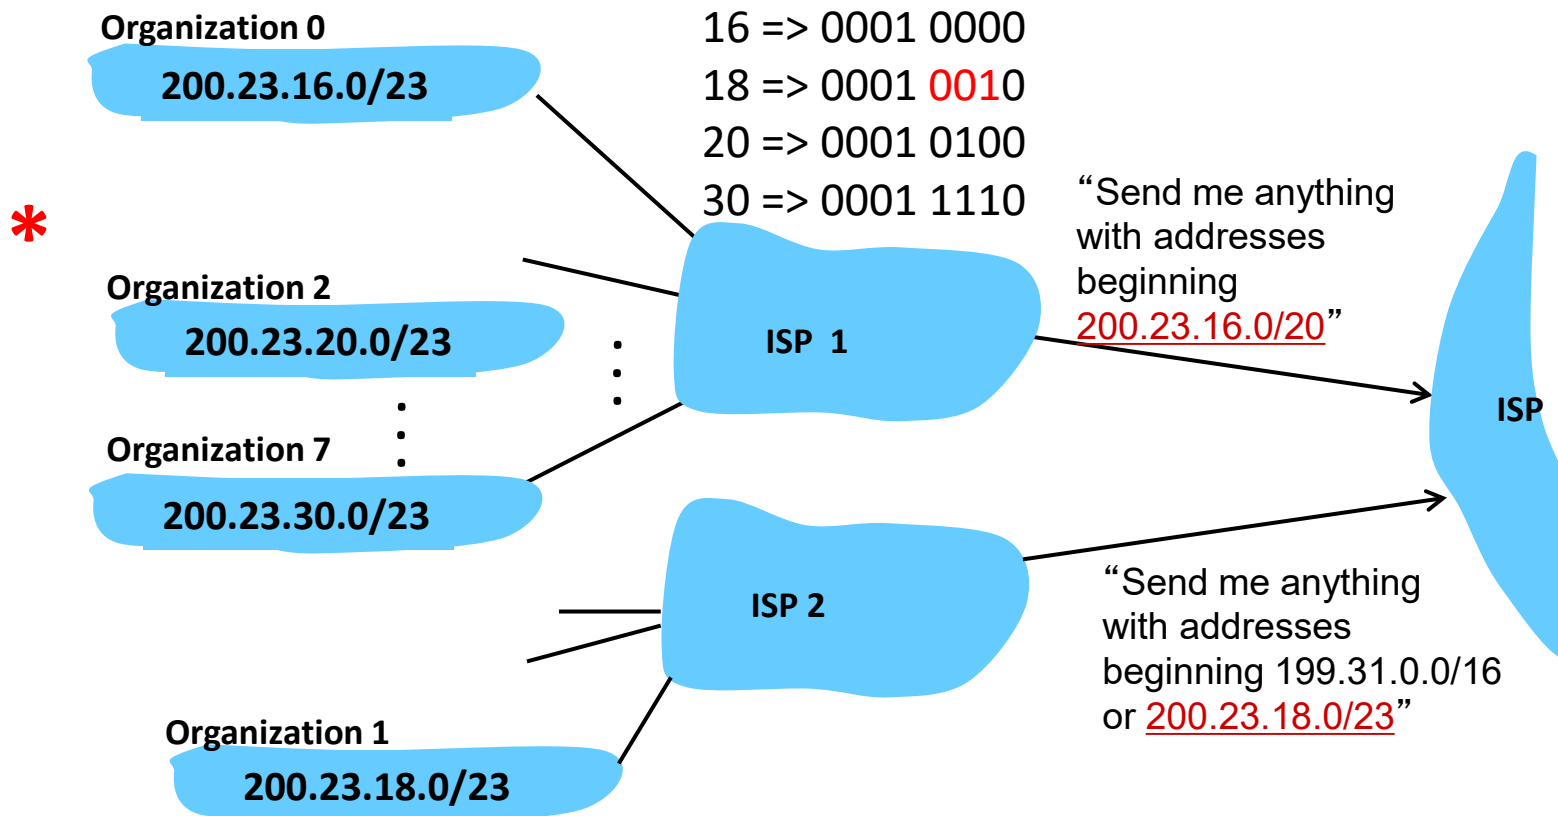 Organization 0
200.23.16.0/23
16 => 0001 0000
18 => 0001 0010
20 => 0001 0100
30 => 0001 1110
*
Organization 2
200.23.20.0/23
Organization 7
200.23.30.0/23
ISP 1
“Send me anything
with addresses
beginning
200.23.16.0/20”
ISP
ISP 2
“Send me anything
with addresses
beginning 199.31.0.0/16
or 200.23.18.0/23”
Organization 1
200.23.18.0/23